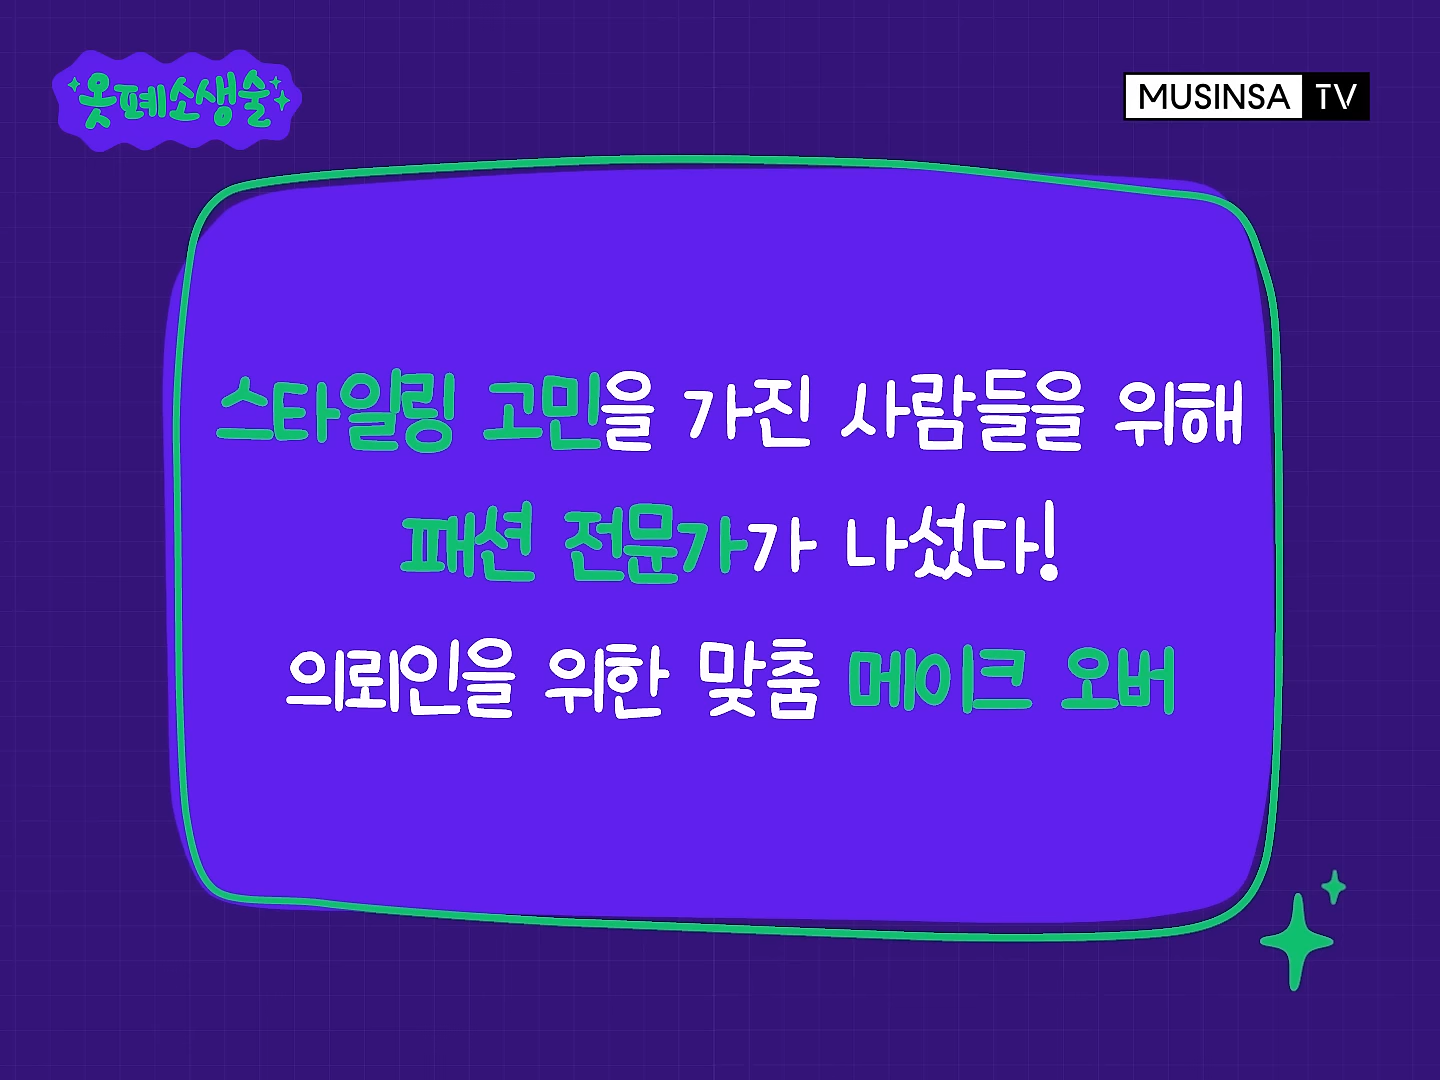 옷폐소생술
MUSINSA TV
스타일링 고민을 가진 사람들을 위해
패션 전문가가 나섰다!
의뢰인을 위한 맞춤 메이크 오버